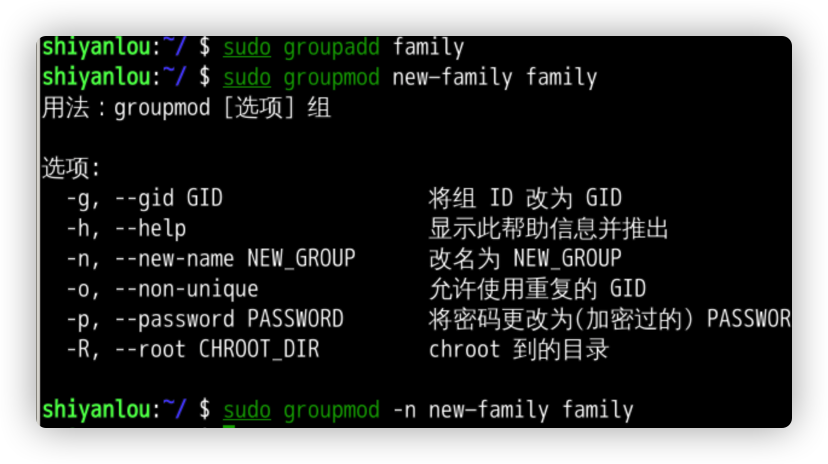 shiyanlou:~/ $ sudo groupadd family
shiyanlou:~/ $ sudo groupmod new-family family
用法：groupmod [选项] 组
选项:
-g, --gid GID 将组 ID 改为 GID
-h, --help 显示此帮助信息并推出
-n, --new-name NEW_GROUP 改名为 NEW_GROUP
-o, --non-unique 允许使用重复的 GID
-p, --password PASSWORD 将密码更改为(加密过的) PASSWOR
-R, --root CHROOT_DIR chroot 到的目录
shiyanlou:~/ $ sudo groupmod -n new-family family